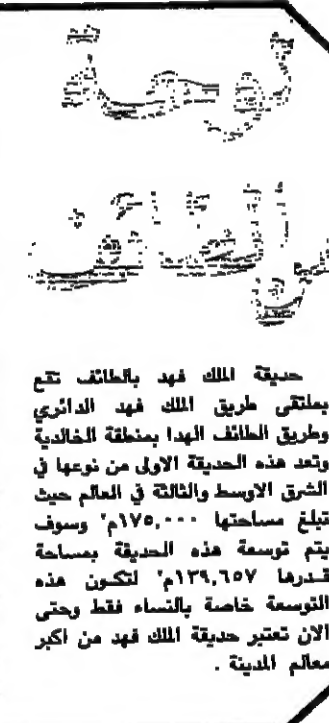 حديقة الملك فهد بالطائف تقع
بملتقى طريق الملك فهد الدائري
وطريق الطائف الهدا بمنطقة الخالدية
وتعد هذه الحديقة الاولى من نوعها في
الشرق الاوسط والثالثة في العالم حيث
تبلغ مساحتها ١٧٥,٠٠٠م٢ وسوف
يتم توسعة هذه الحديقة بمساحة
قدرها ١٣٩,٦٥٧م٢ لتكون هذه
التوسعة خاصة بالنساء فقط وحتى
الان تعتبر حديقة الملك فهد من اكبر
معالم المدينة .